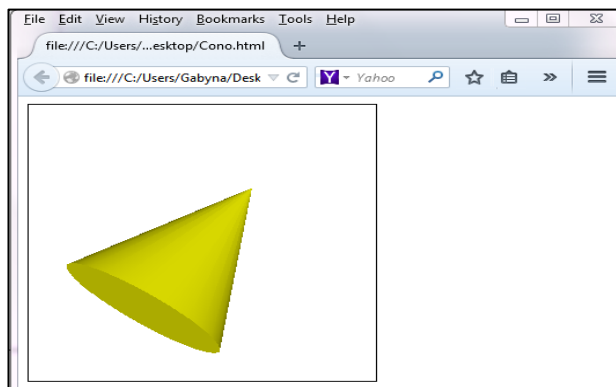 File Edit View History Bookmarks Tools Help
file:///C:/Users/...esktop/Cono.html
file:///C:/Users/Gabyna/Desk Y Yahoo